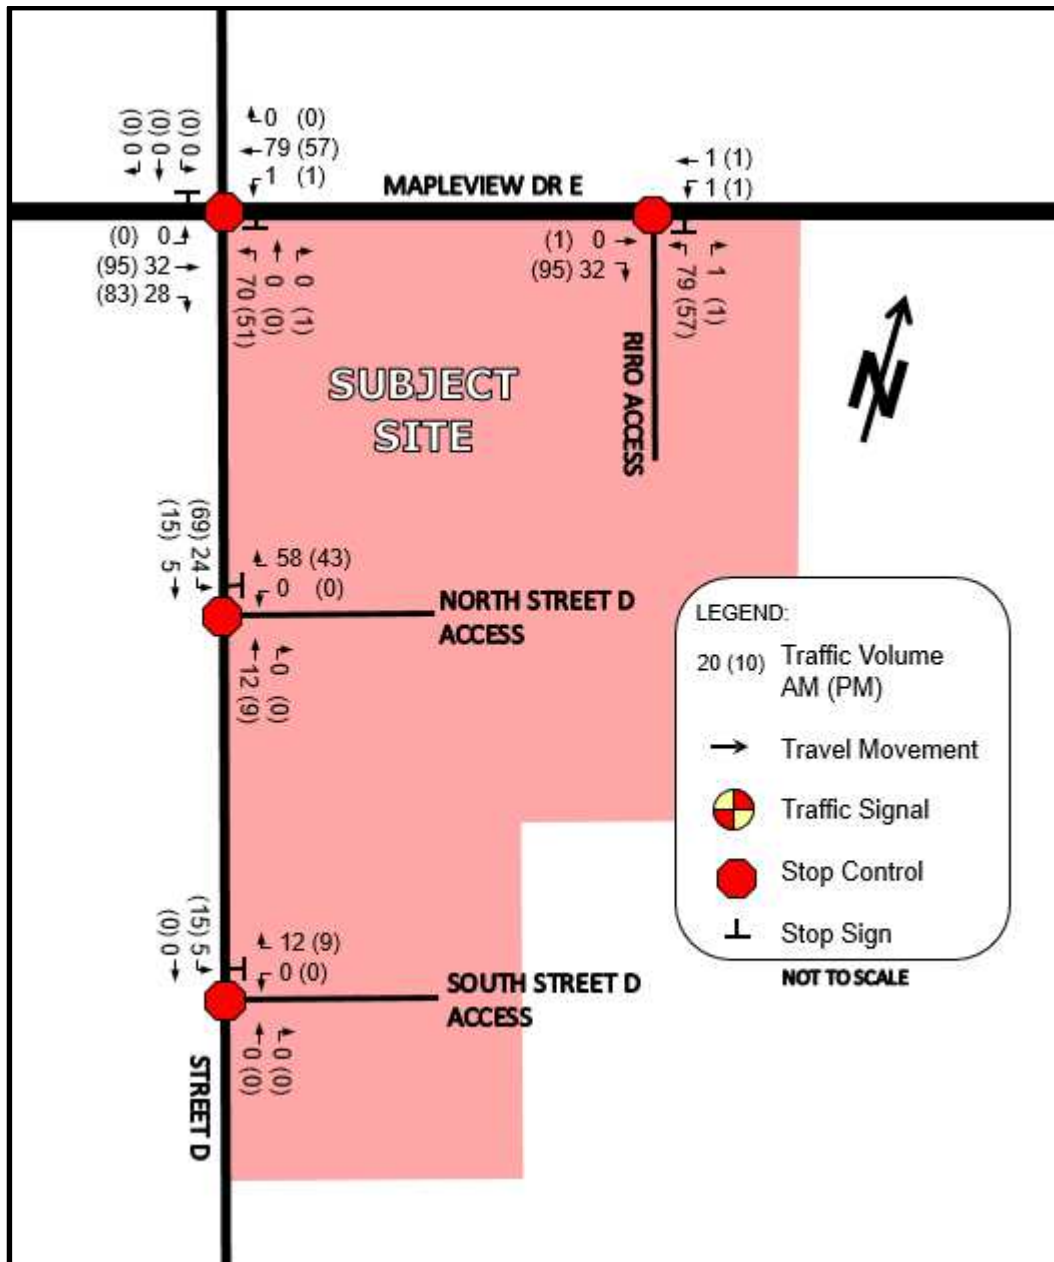 0 (0)
79 (57)
1 (1)
(0) 0
(0) 0
(0) 0
MAPLEVIEW DR E
1 (1)
1 (1)
(0) 0
(95) 32
(83) 28
70 (51)
0 (0)
0 (1)
(1) 0
(95) 32
79 (57)
1 (1)
RIRO ACCESS
SUBJECT
SITE
N
(15) 5
(69) 24
58 (43)
0 (0)
NORTH STREET D
ACCESS
12 (9)
0 (0)
LEGEND:
20 (10) Traffic Volume
AM (PM)
Travel Movement
Traffic Signal
Stop Control
Stop Sign
NOT TO SCALE
(0) 0
(15) 5
12 (9)
0 (0)
SOUTH STREET D
ACCESS
0 (0)
0 (0)
STREET D